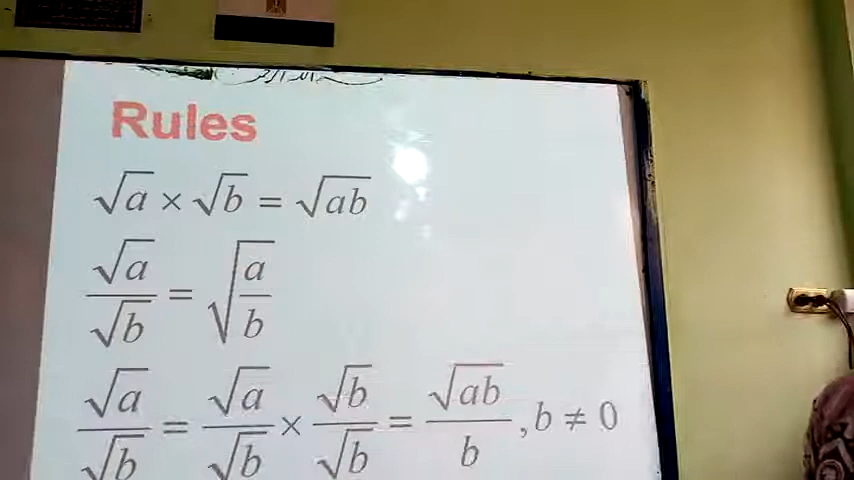 Rules
√a × √b = √ab
√a/√b = √(a/b)
√a/√b = √a/√b × √b/√b = √ab/b , b ≠ 0